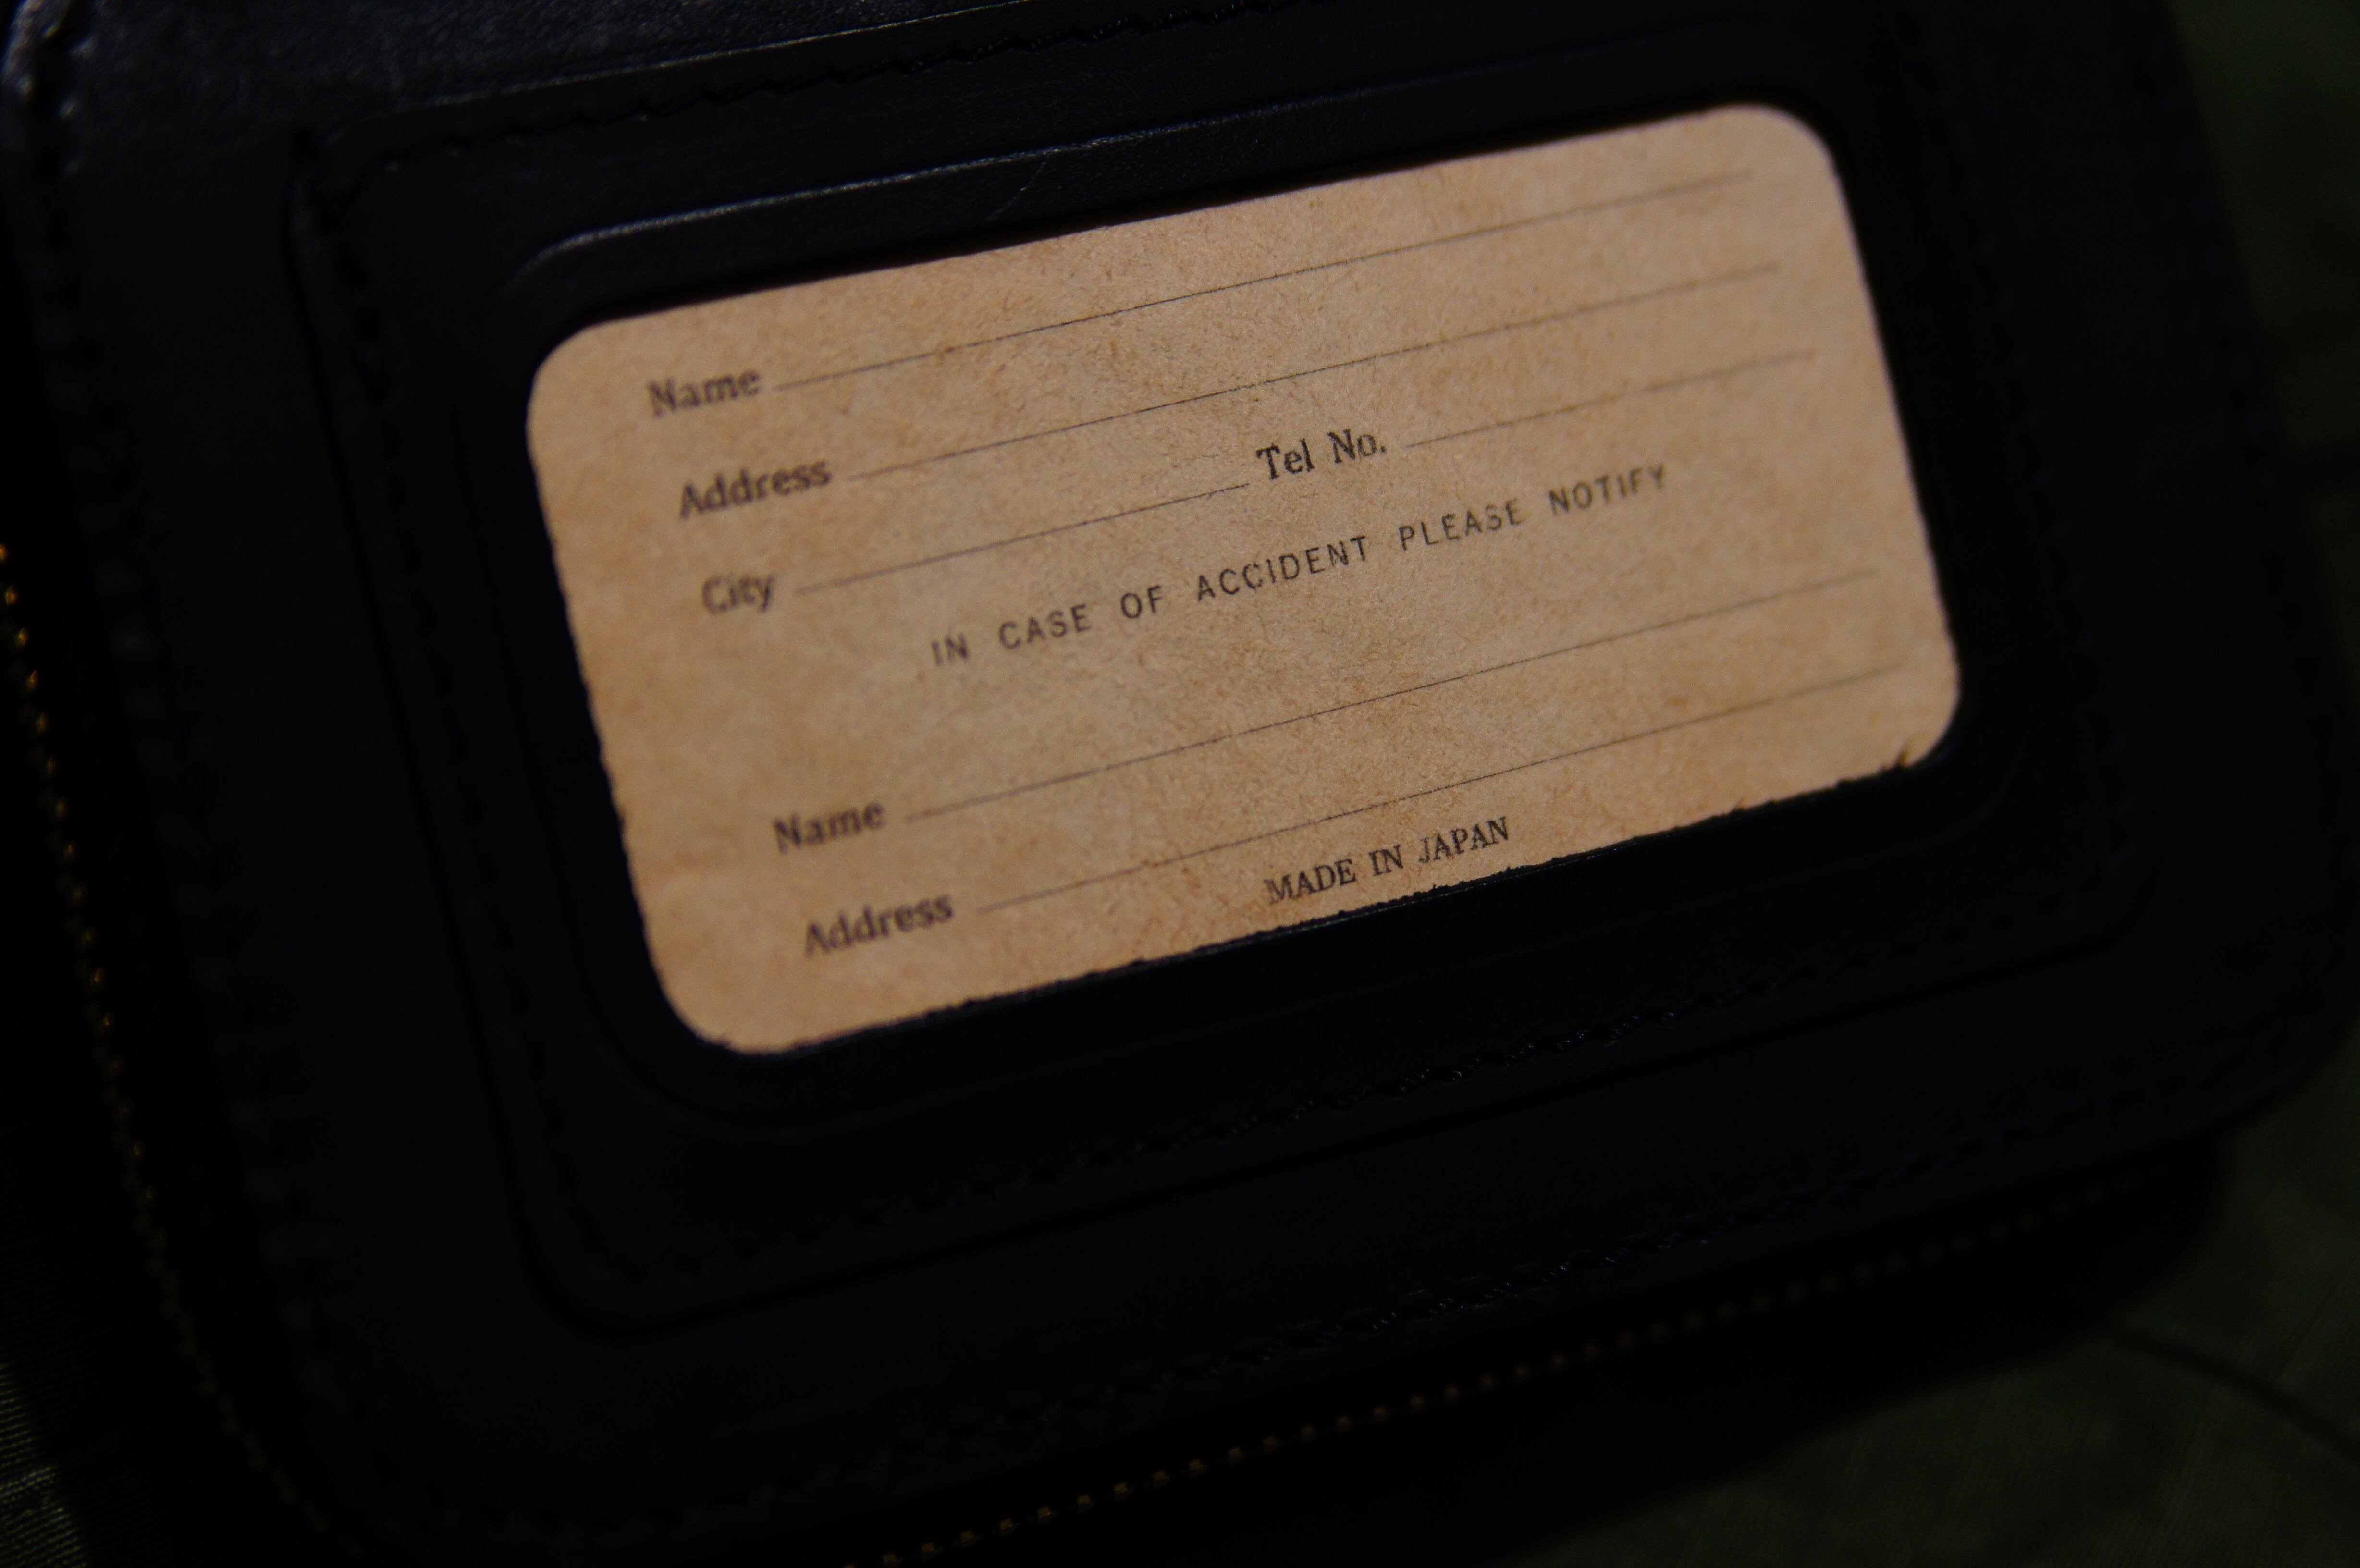 Name
Address
City Tel No.
IN CASE OF ACCIDENT PLEASE NOTIFY
Name
Address
MADE IN JAPAN